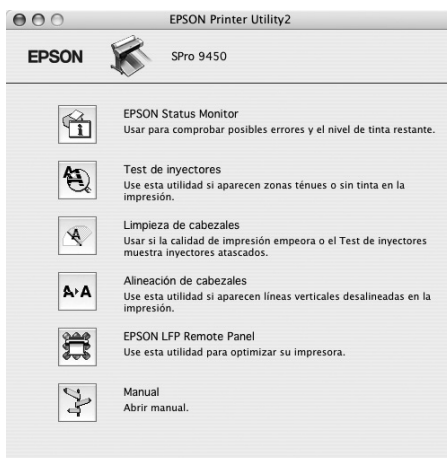 EPSON Printer Utility2
EPSON
SPro 9450
EPSON Status Monitor
Usar para comprobar posibles errores y el nivel de tinta restante.
Test de inyectores
Use esta utilidad si aparecen zonas ténues o sin tinta en la
impresión.
Limpieza de cabezales
Usar si la calidad de impresión empeora o el Test de inyectores
muestra inyectores atascados.
A▸A
Alineación de cabezales
Use esta utilidad si aparecen líneas verticales desalineadas en la
impresión.
EPSON LFP Remote Panel
Use esta utilidad para optimizar su impresora.
Manual
Abrir manual.